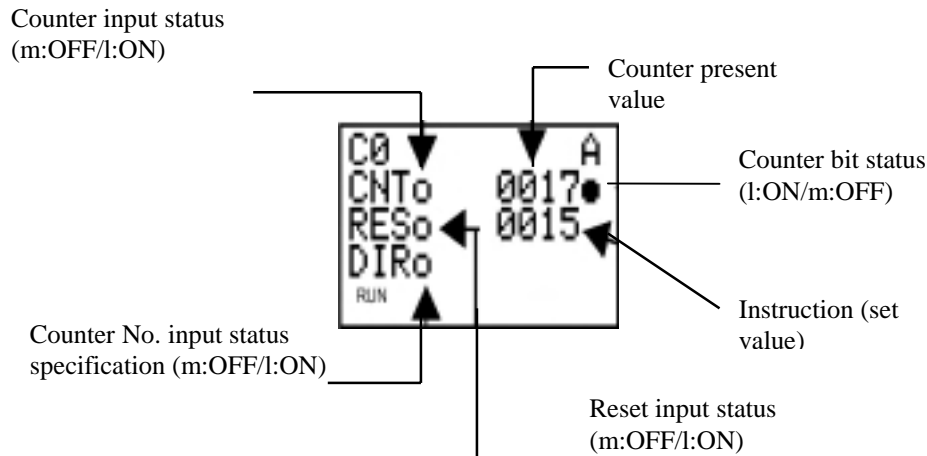 Counter input status
(m:OFF/l:ON)
Counter present
value
C0 A
CNTo 0017●
RESo 0015
DIRo
RUN
Counter bit status
(l:ON/m:OFF)
Instruction (set
value)
Counter No. input status
specification (m:OFF/l:ON)
Reset input status
(m:OFF/l:ON)